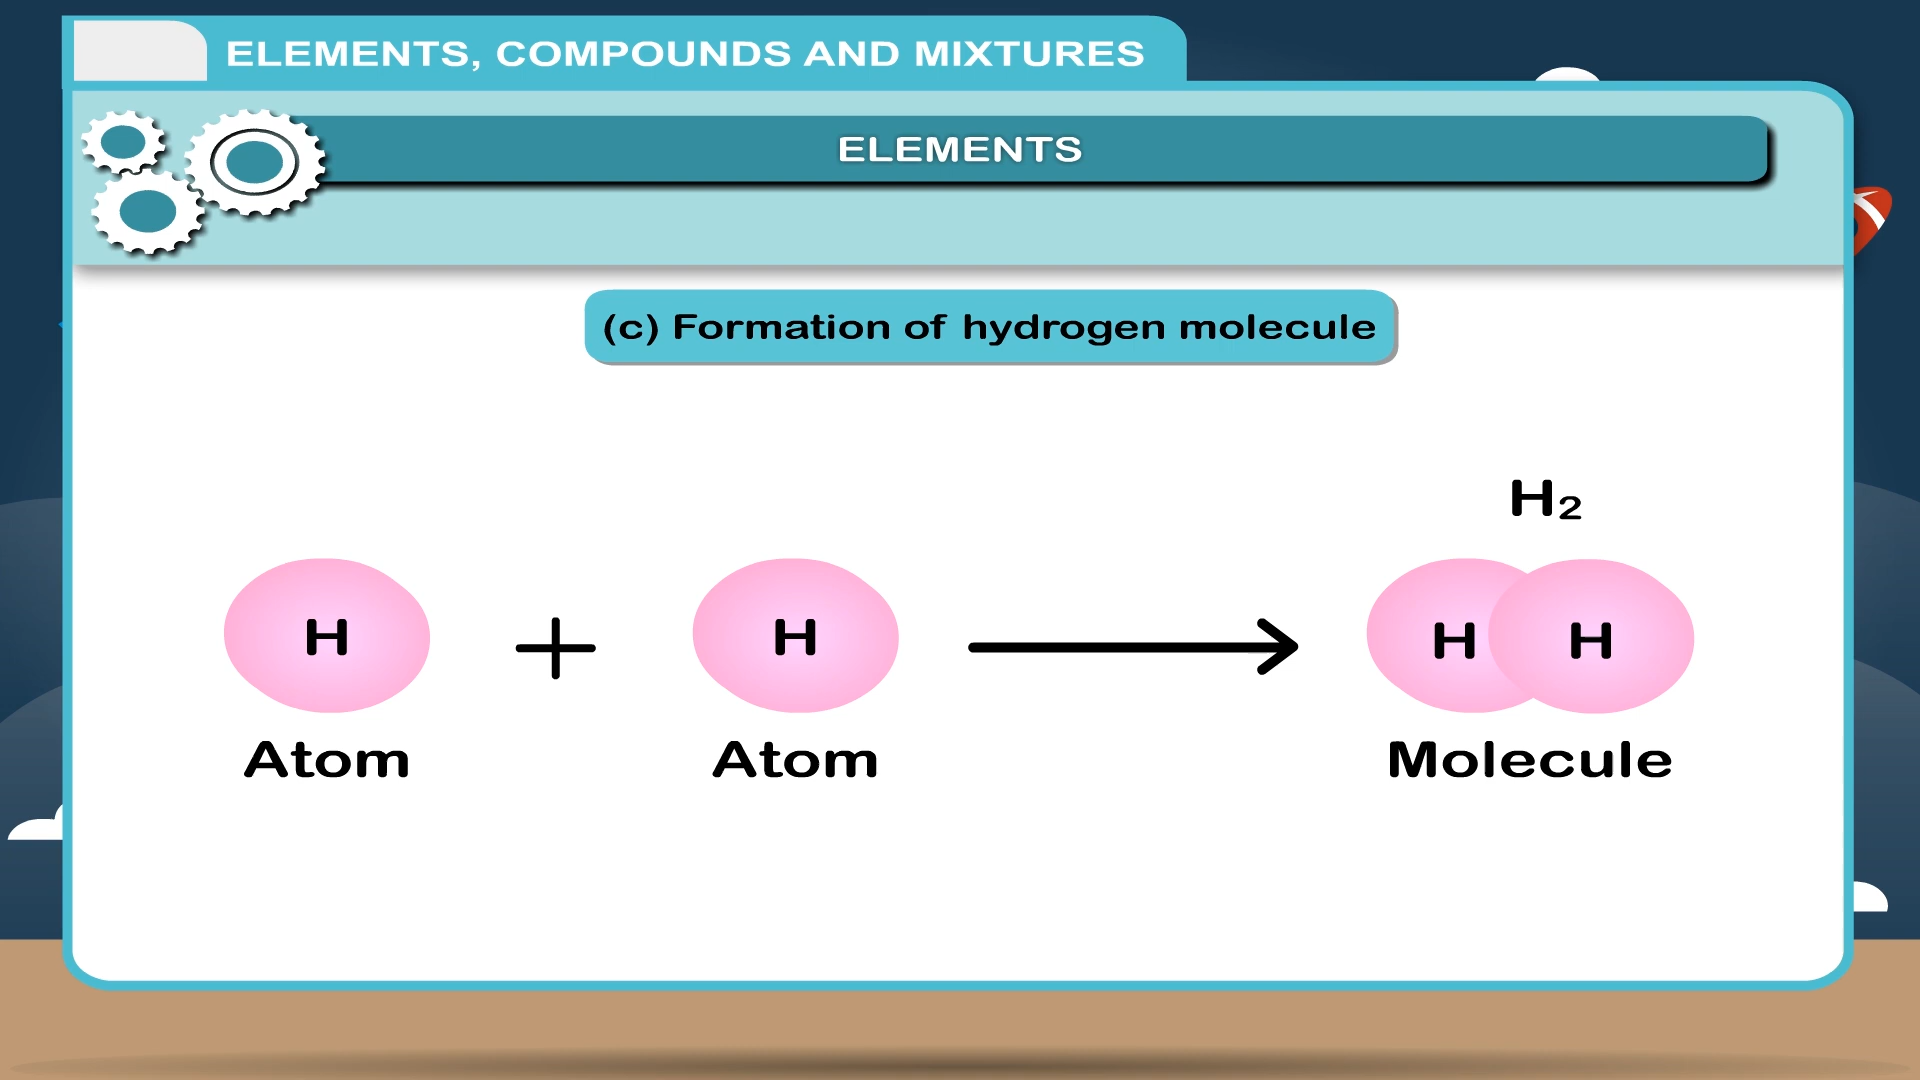 ELEMENTS, COMPOUNDS AND MIXTURES
ELEMENTS
(c) Formation of hydrogen molecule
H₂
H + H → H H
Atom Atom Molecule